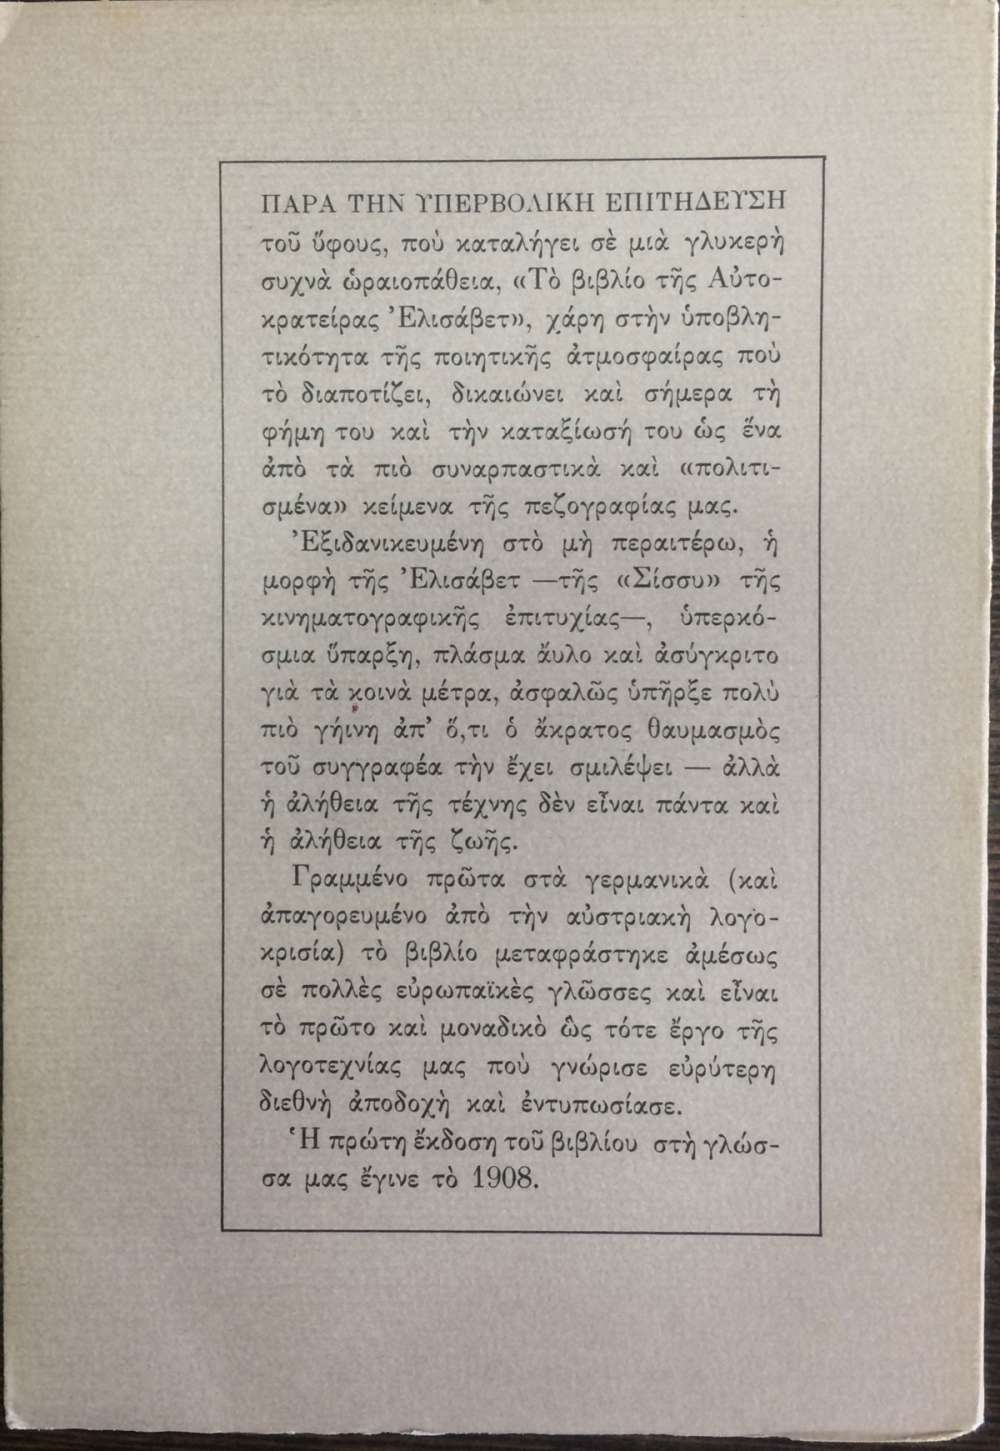 ΠΑΡΑ ΤΗΝ ΥΠΕΡΒΟΛΙΚΗ ΕΠΙΤΗΔΕΥΣΗ
τοῦ ὕφους, ποὺ καταλήγει σὲ μιὰ γλυκερὴ
συχνὰ ὡραιοπάθεια, «Τὸ βιβλίο τῆς Αὐτο-
κρατείρας Ἐλισάβετ», χάρη στὴν ὑποβλη-
τικότητα τῆς ποιητικῆς ἀτμοσφαίρας ποὺ
τὸ διαποτίζει, δικαιώνει καὶ σήμερα τὴ
φήμη του καὶ τὴν καταξίωσή του ὡς ἕνα
ἀπὸ τὰ πιὸ συναρπαστικὰ καὶ «πολιτι-
σμένα» κείμενα τῆς πεζογραφίας μας.
Ἐξιδανικευμένη στὸ μὴ περαιτέρω, ἡ
μορφὴ τῆς Ἐλισάβετ —τῆς «Σίσσυ» τῆς
κινηματογραφικῆς ἐπιτυχίας—, ὑπερκό-
σμια ὕπαρξη, πλάσμα ἄυλο καὶ ἀσύγκριτο
γιὰ τὰ κοινὰ μέτρα, ἀσφαλῶς ὑπῆρξε πολὺ
πιὸ γήινη ἀπ’ ὅ,τι ὁ ἄκρατος θαυμασμὸς
τοῦ συγγραφέα τὴν ἔχει σμιλέψει — ἀλλὰ
ἡ ἀλήθεια τῆς τέχνης δὲν εἶναι πάντα καὶ
ἡ ἀλήθεια τῆς ζωῆς.
Γραμμένο πρῶτα στὰ γερμανικὰ (καὶ
ἀπαγορευμένο ἀπὸ τὴν αὐστριακὴ λογο-
κρισία) τὸ βιβλίο μεταφράστηκε ἀμέσως
σὲ πολλὲς εὐρωπαϊκὲς γλῶσσες καὶ εἶναι
τὸ πρῶτο καὶ μοναδικὸ ὣς τότε ἔργο τῆς
λογοτεχνίας μας ποὺ γνώρισε εὐρύτερη
διεθνὴ ἀποδοχὴ καὶ ἐντυπωσίασε.
Ἡ πρώτη ἔκδοση τοῦ βιβλίου στὴ γλώσ-
σα μας ἔγινε τὸ 1908.